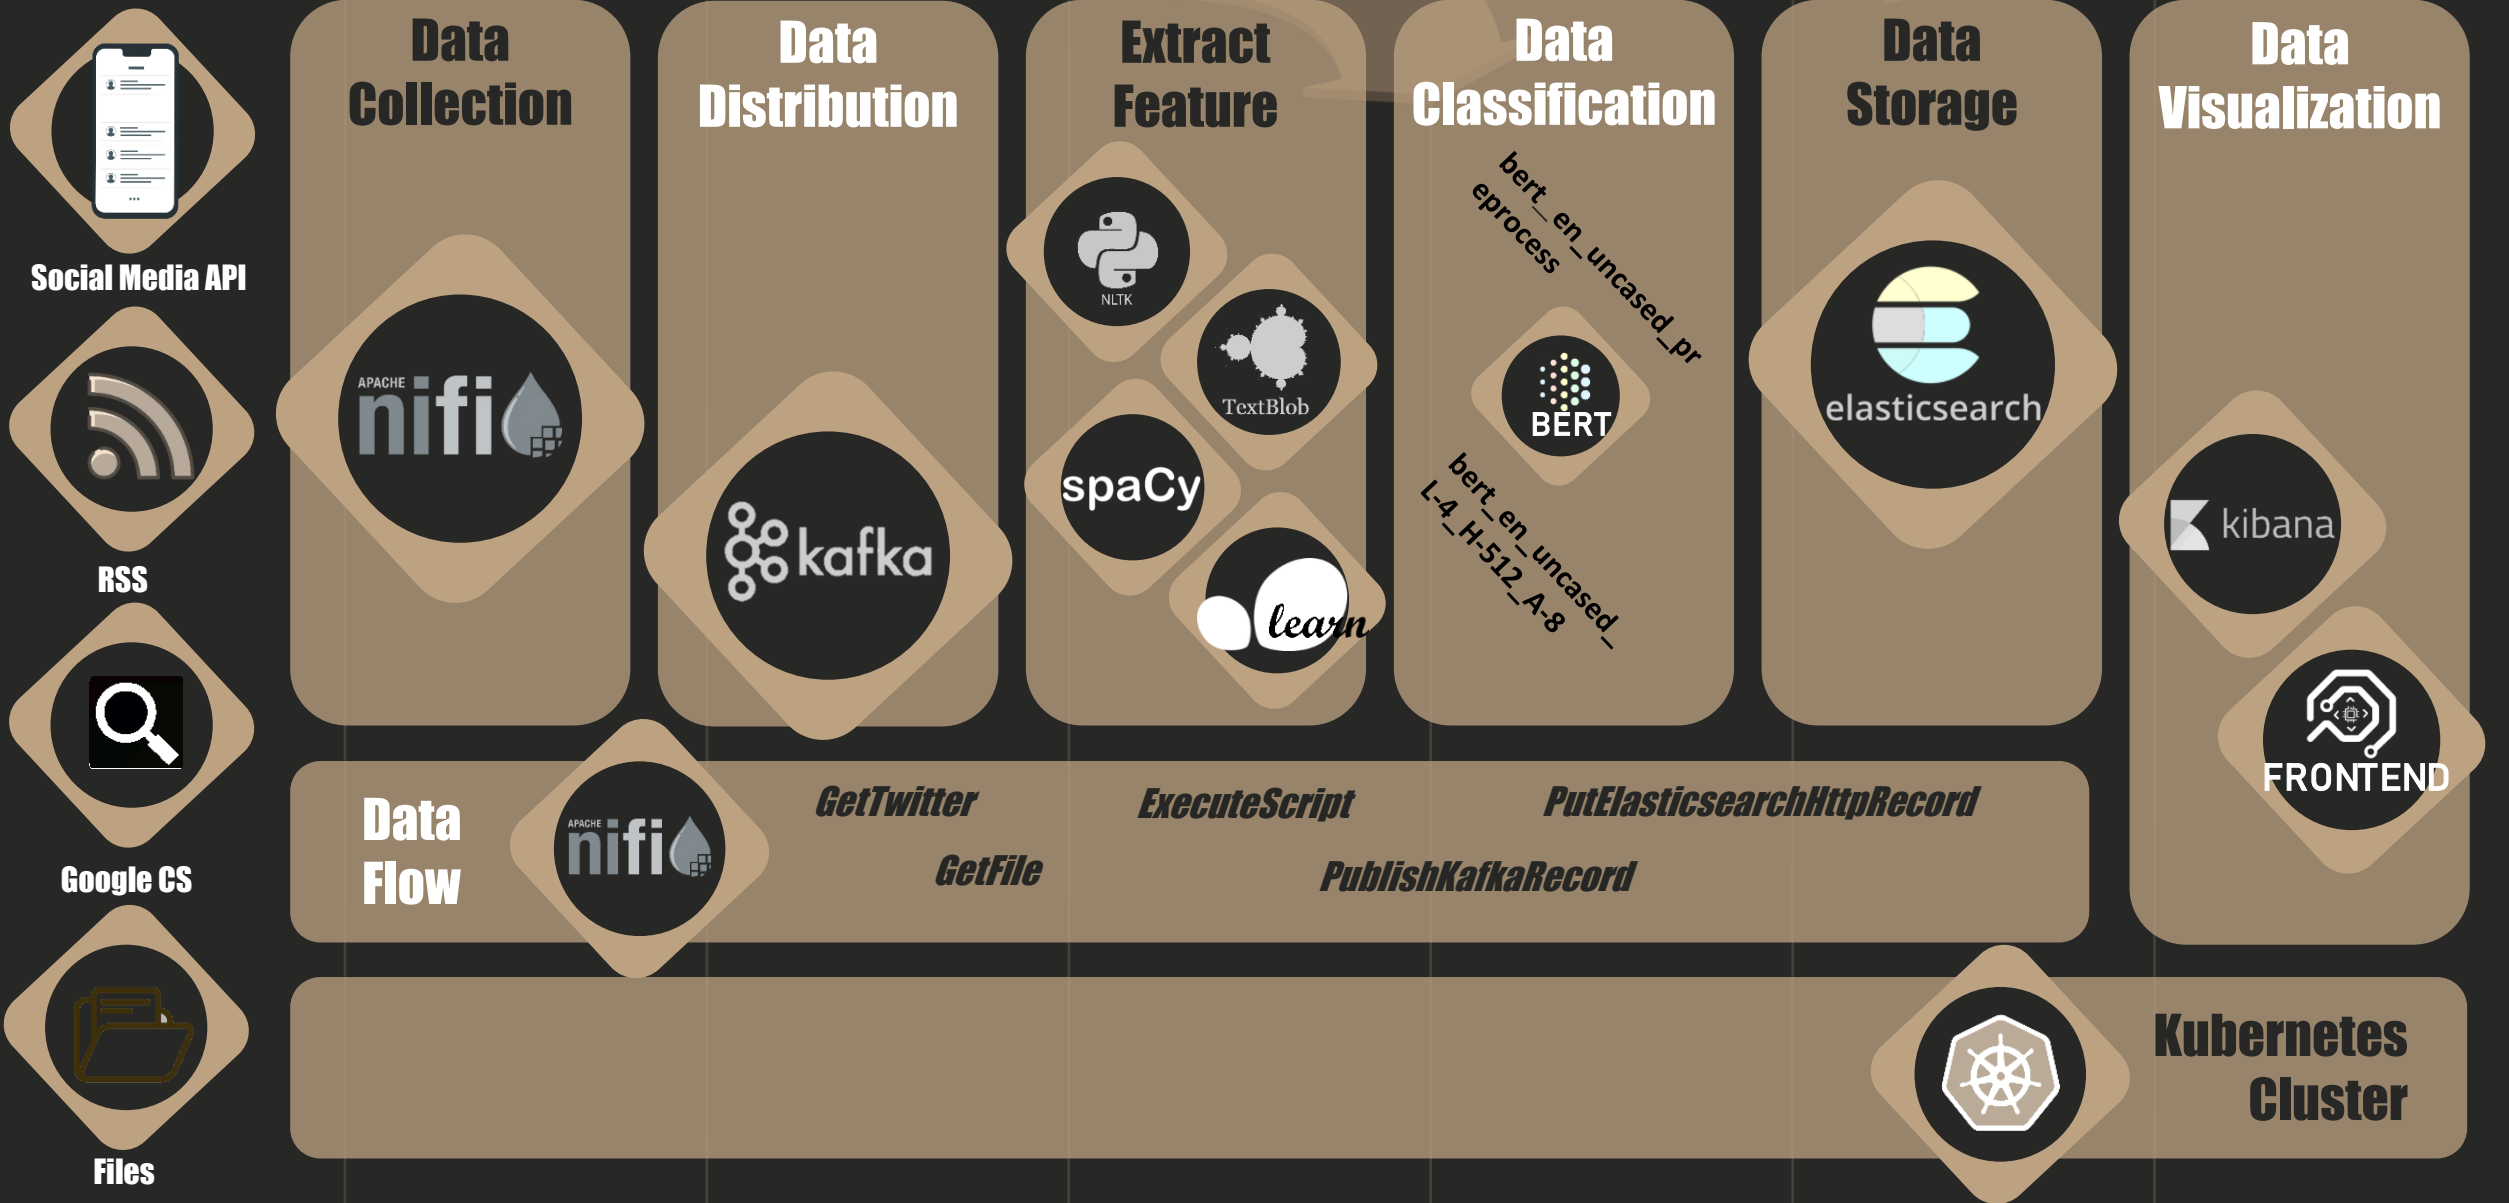 Social Media API
RSS
Google CS
Files
Data
Collection
APACHE
nifi
Data
Distribution
kafka
Extract
Feature
NLTK
TextBlob
spaCy
learn
Data
Classification
bert_en_uncased_pr
eprocess
BERT
bert_en_uncased_
L-4_H-512_A-8
Data
Storage
elasticsearch
Data
Visualization
kibana
FRONTEND
Data
Flow
APACHE
nifi
GetTwitter
ExecuteScript
PutElasticsearchHttpRecord
GetFile
PublishKafkaRecord
Kubernetes
Cluster